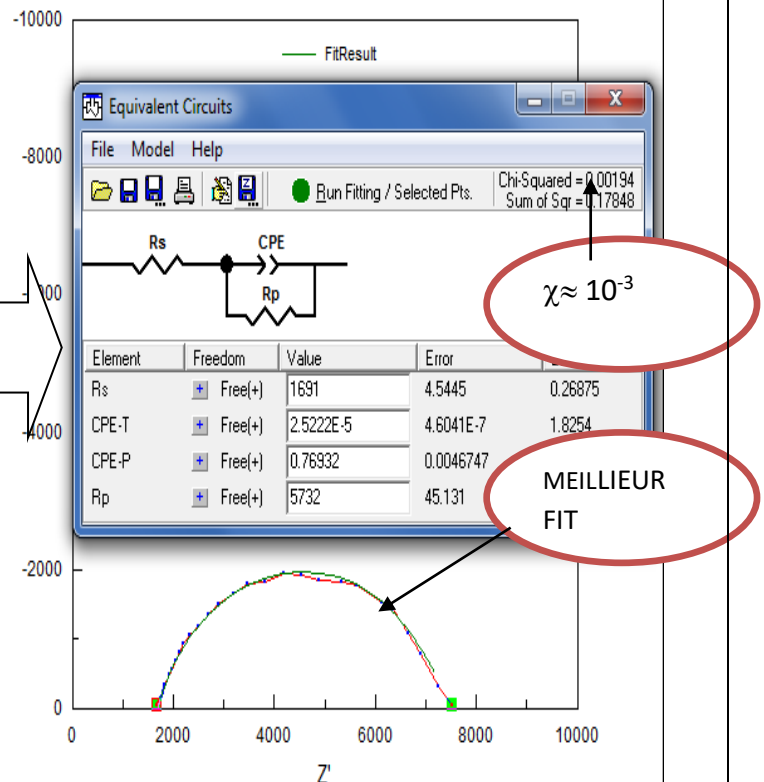 -10000
FitResult
Equivalent Circuits
File Model Help
-8000
Run Fitting / Selected Pts.
Chi-Squared = 0.00194
Sum of Sqr = 0.17848
Rs
CPE
Rp
χ≈ 10⁻³
Element Freedom Value Error
Rs + Free(+) 1691 4.5445 0.26875
-4000
CPE-T + Free(+) 2.5222E-5 4.6041E-7 1.8254
CPE-P + Free(+) 0.76932 0.0046747
Rp + Free(+) 5732 45.131
MEILLIEUR
FIT
-2000
0
0 2000 4000 6000 8000 10000
Z'